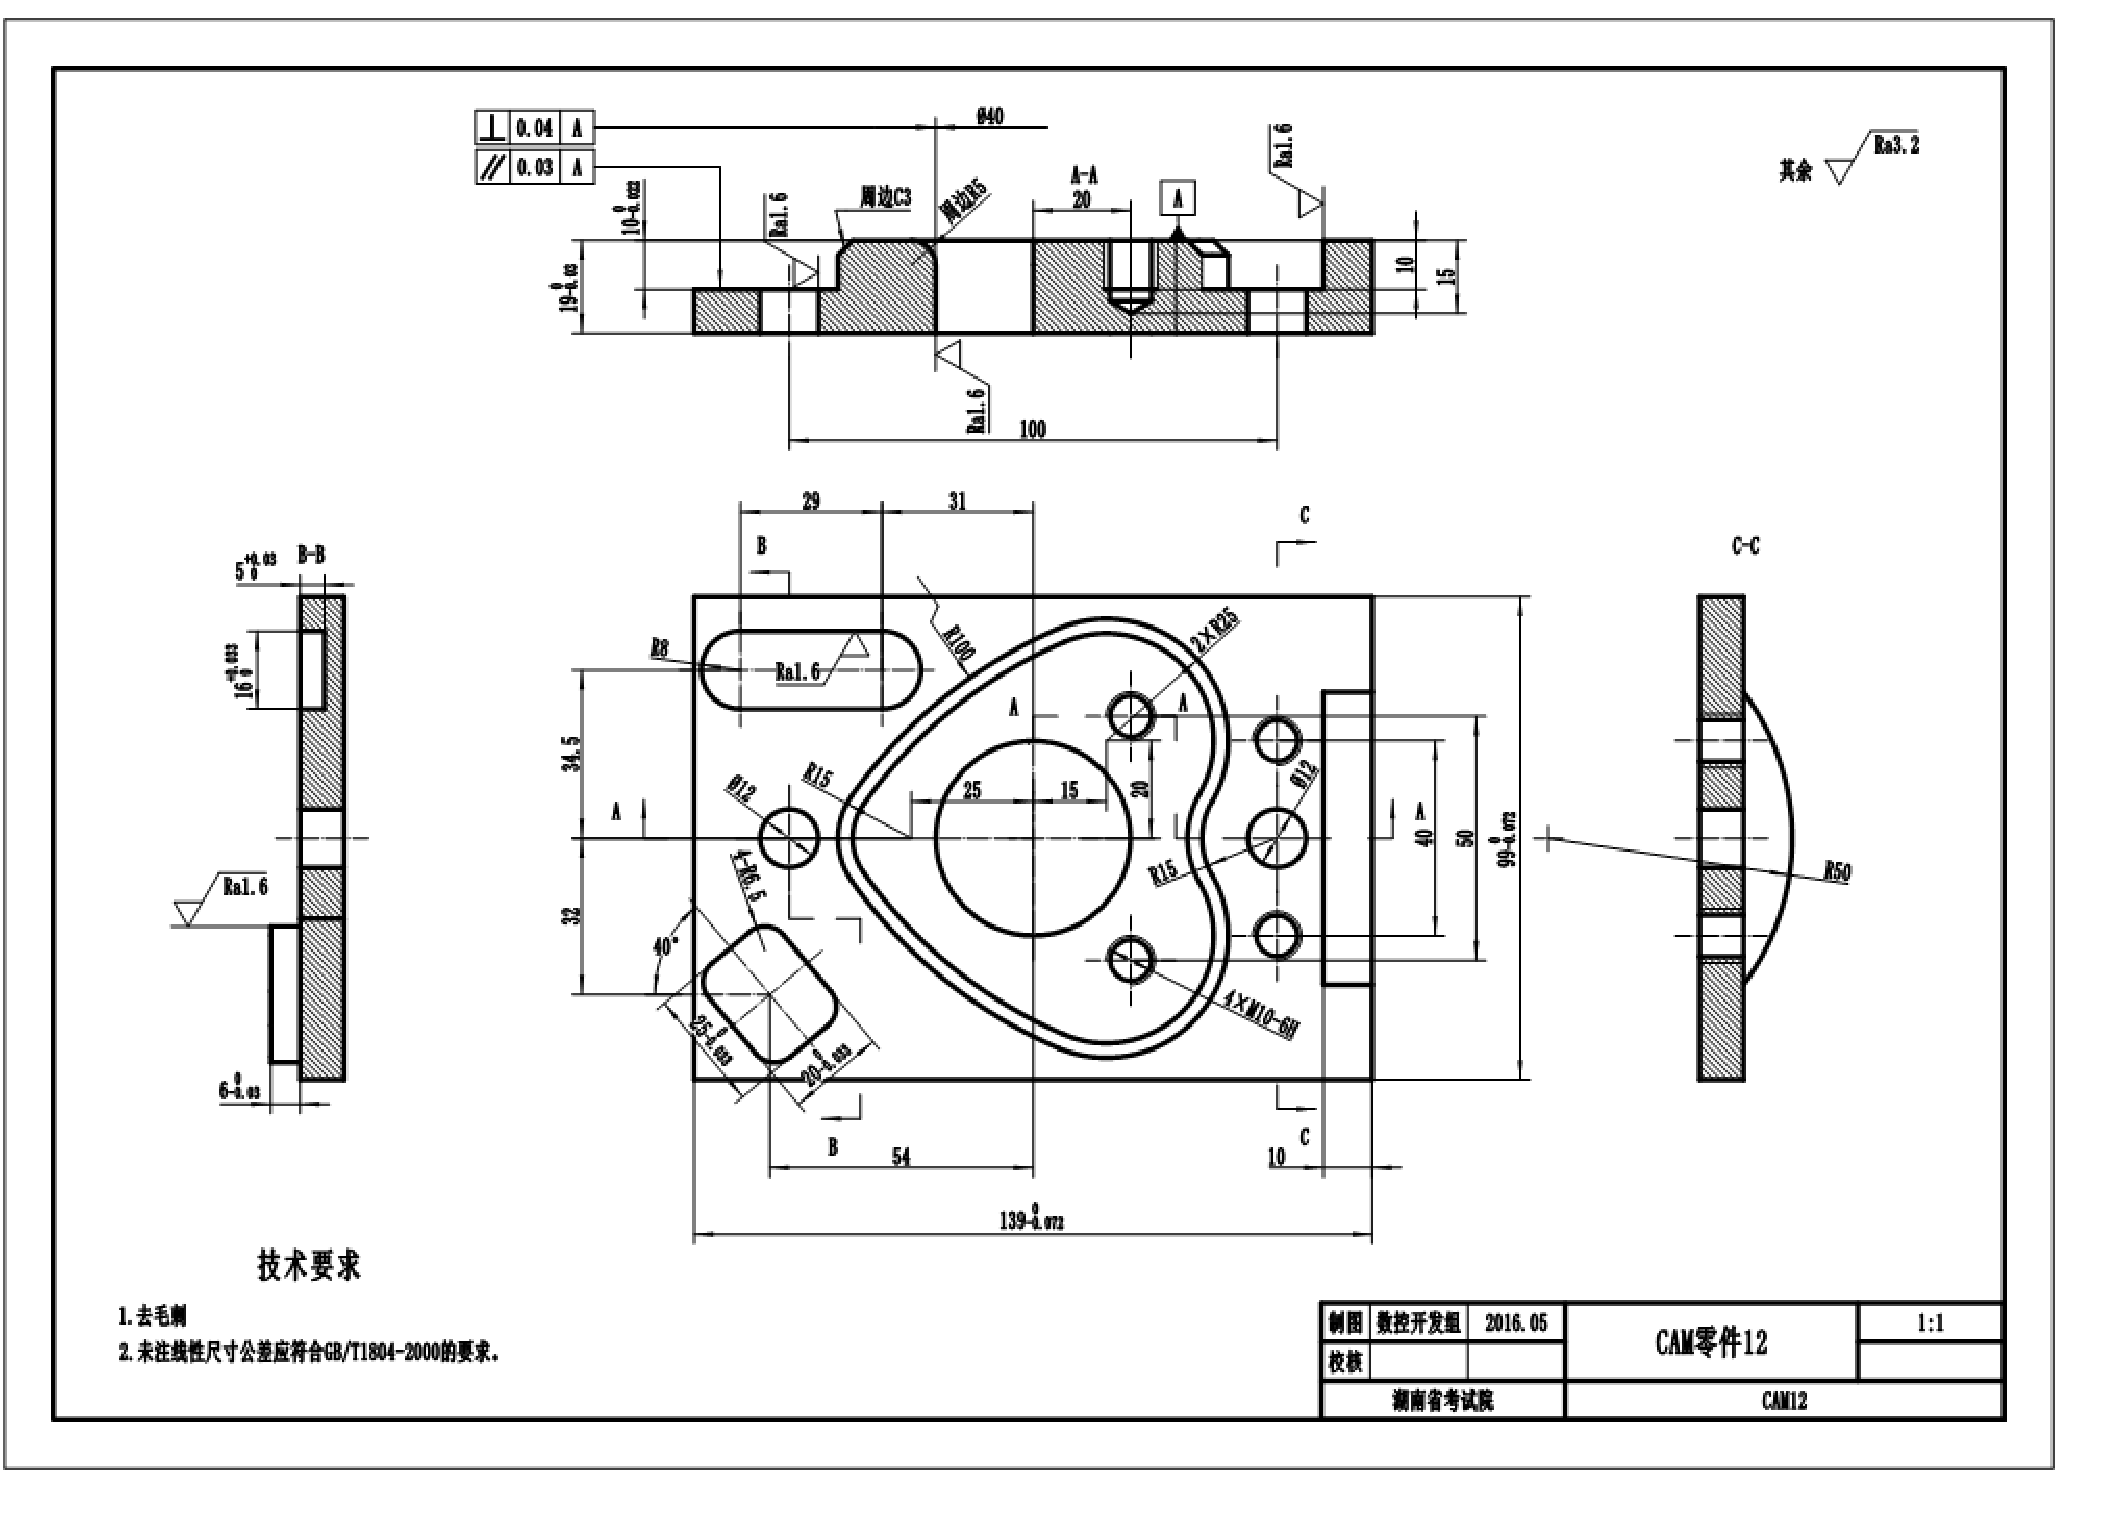 ⊥ 0.04 A
∥ 0.03 A
Ø40
Ra1.6
其余 Ra3.2
A-A
20
A
周边C3
周边R5
Ra1.6
10 0 -0.022
19 0 -0.03
10
15
Ra1.6
100
29
31
B
C
B-B
C-C
5 +0.03 0
16 +0.033 0
R8
Ra1.6
R100
2×R25
A
A
34.5
Ø12
R15
25
15
20
Ø12
A
A
40
50
99 0 -0.072
R15
R50
4-R6.5
32
40°
Ra1.6
4×M10-6H
25 0 -0.033
20 0 -0.033
6 0 -0.03
B
C
54
10
139 0 -0.072
技术要求
1.去毛刺
2.未注线性尺寸公差应符合GB/T1804-2000的要求。
制图 数控开发组 2016.05 CAM零件12 1:1
校核
湖南省考试院 CAM12